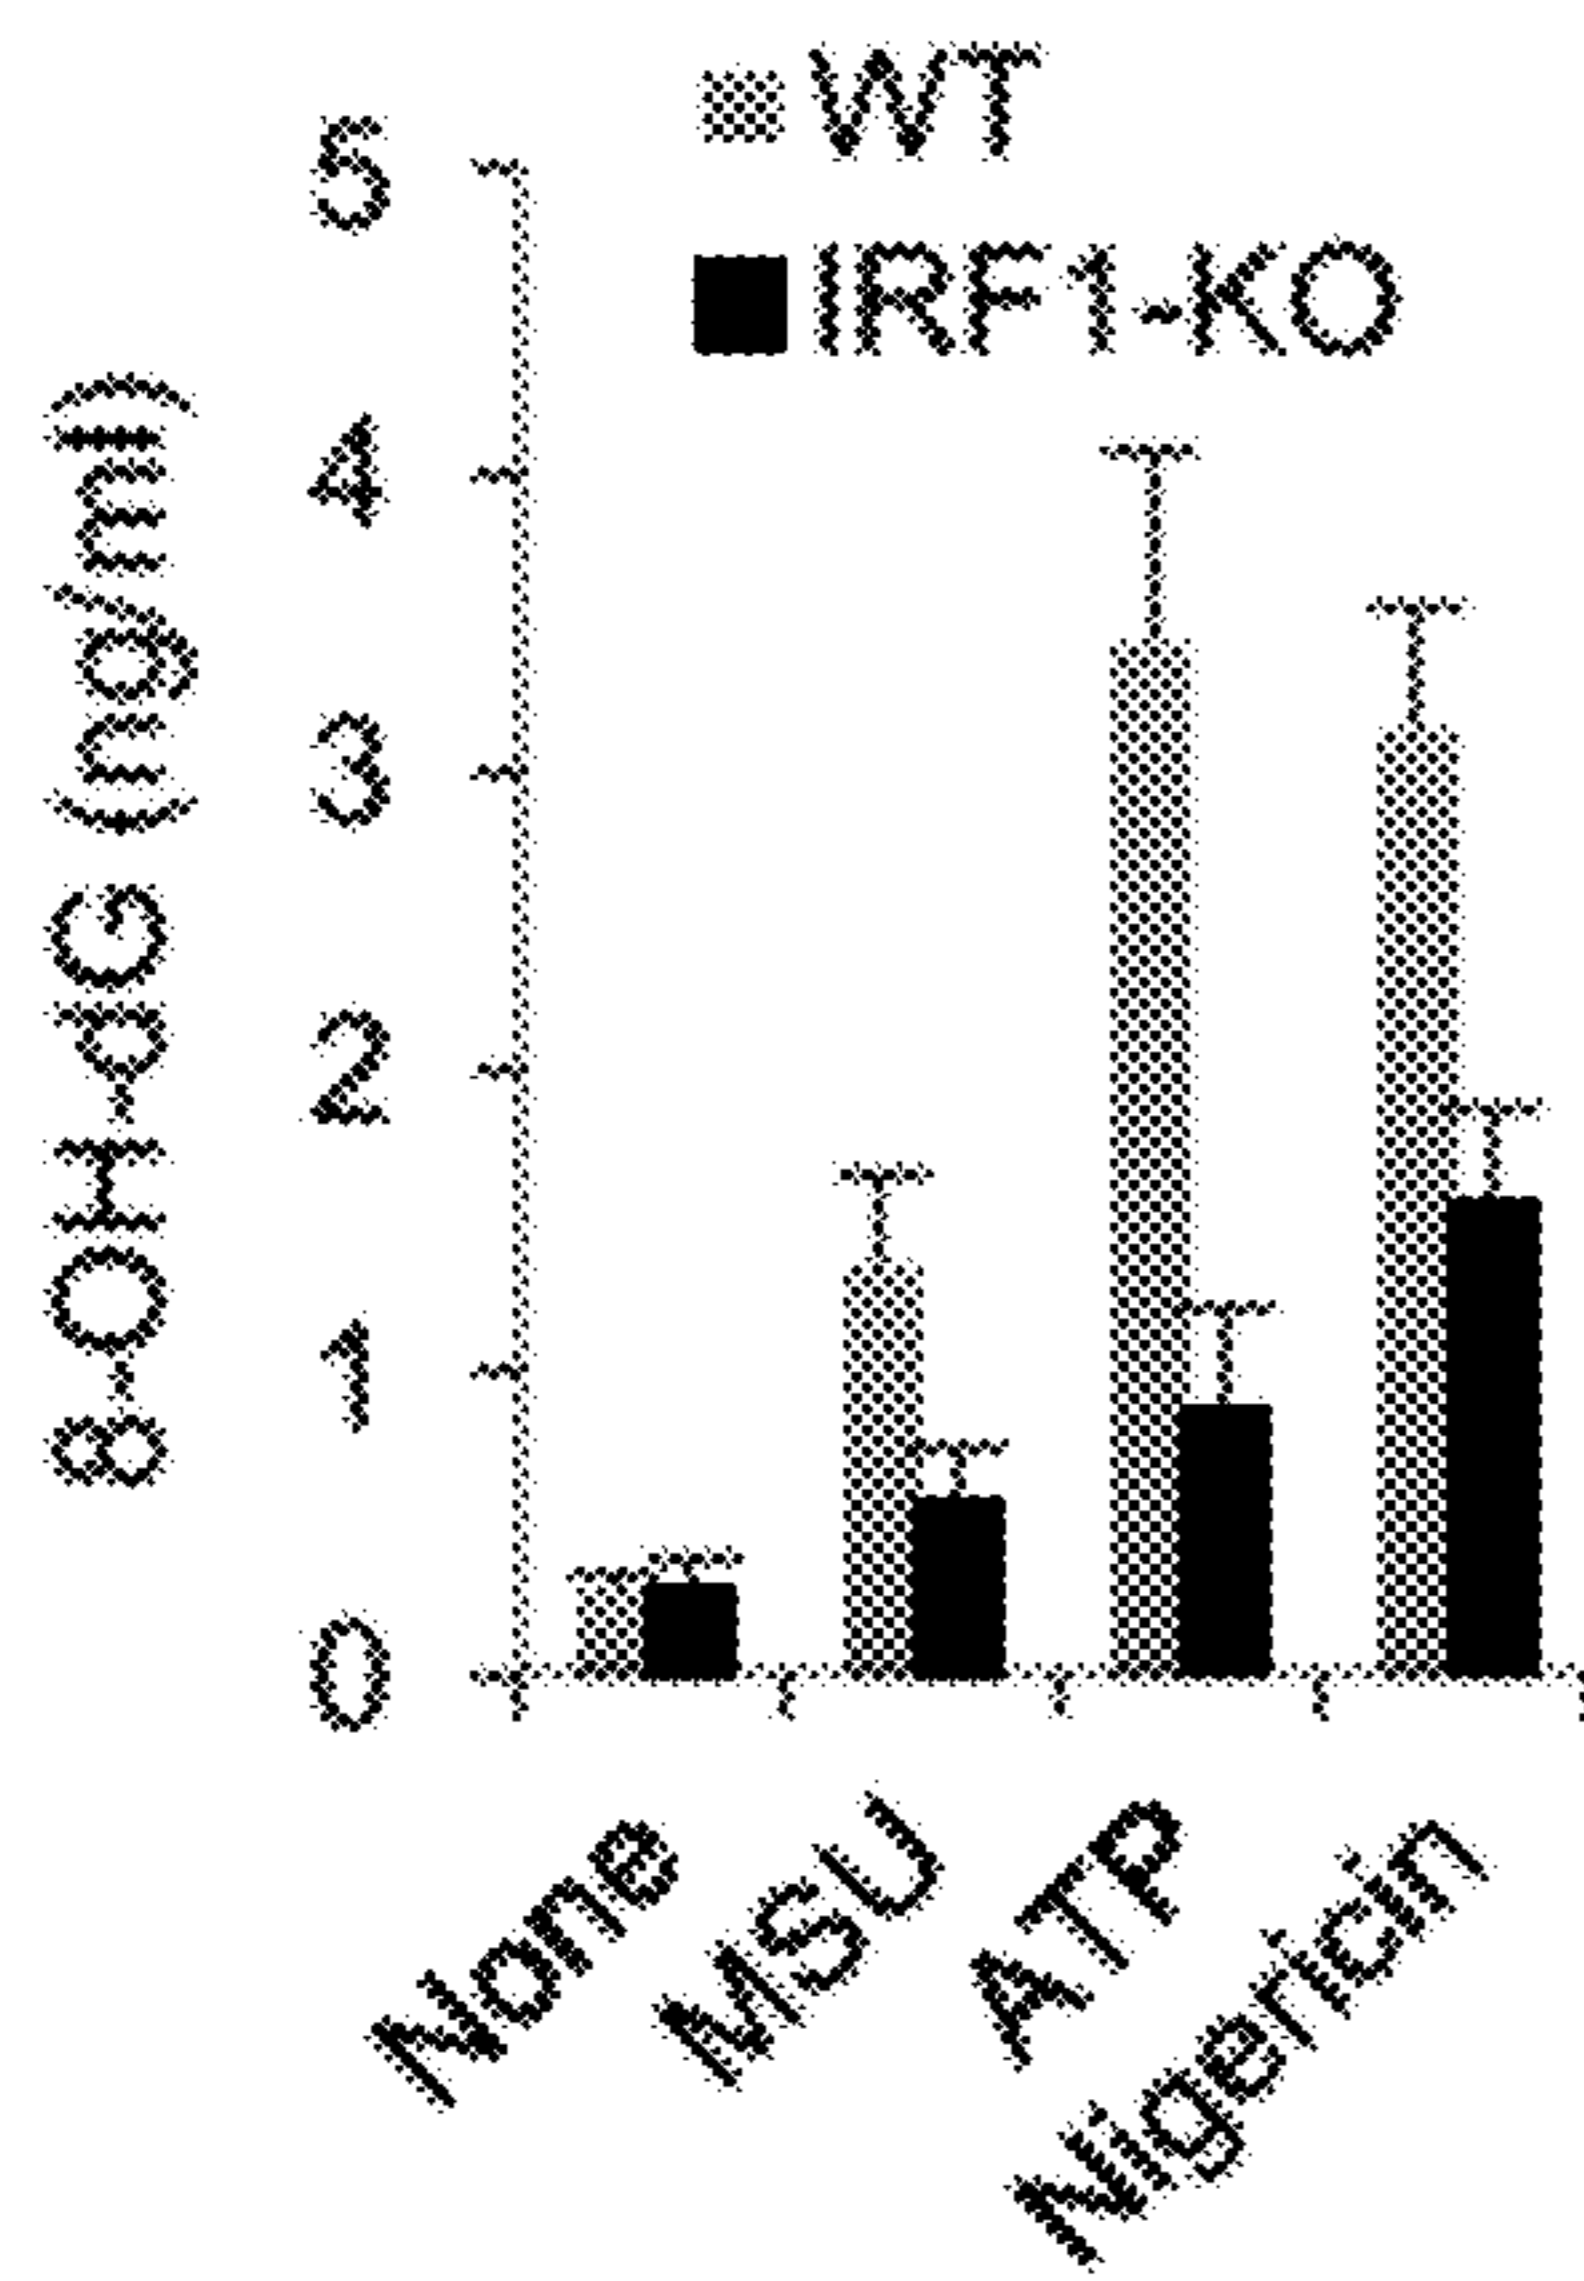 WT
IRF1-KO
8-OH-dG (ng/ml)
5
4
3
2
1
0
None
MSU
ATP
Nigericin